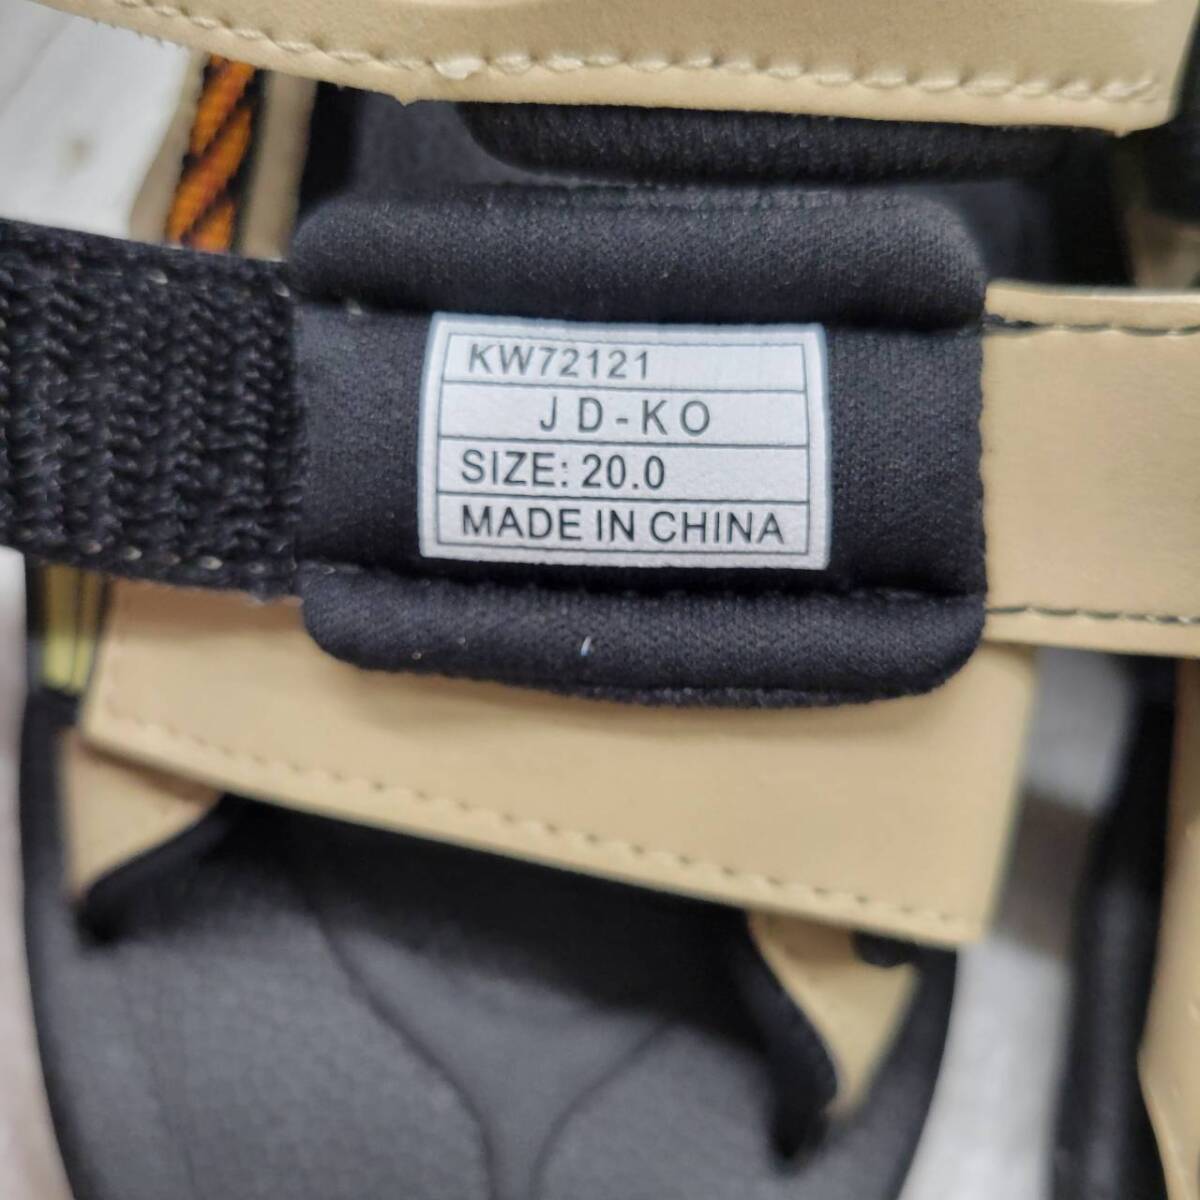 KW72121
JD-KO
SIZE: 20.0
MADE IN CHINA